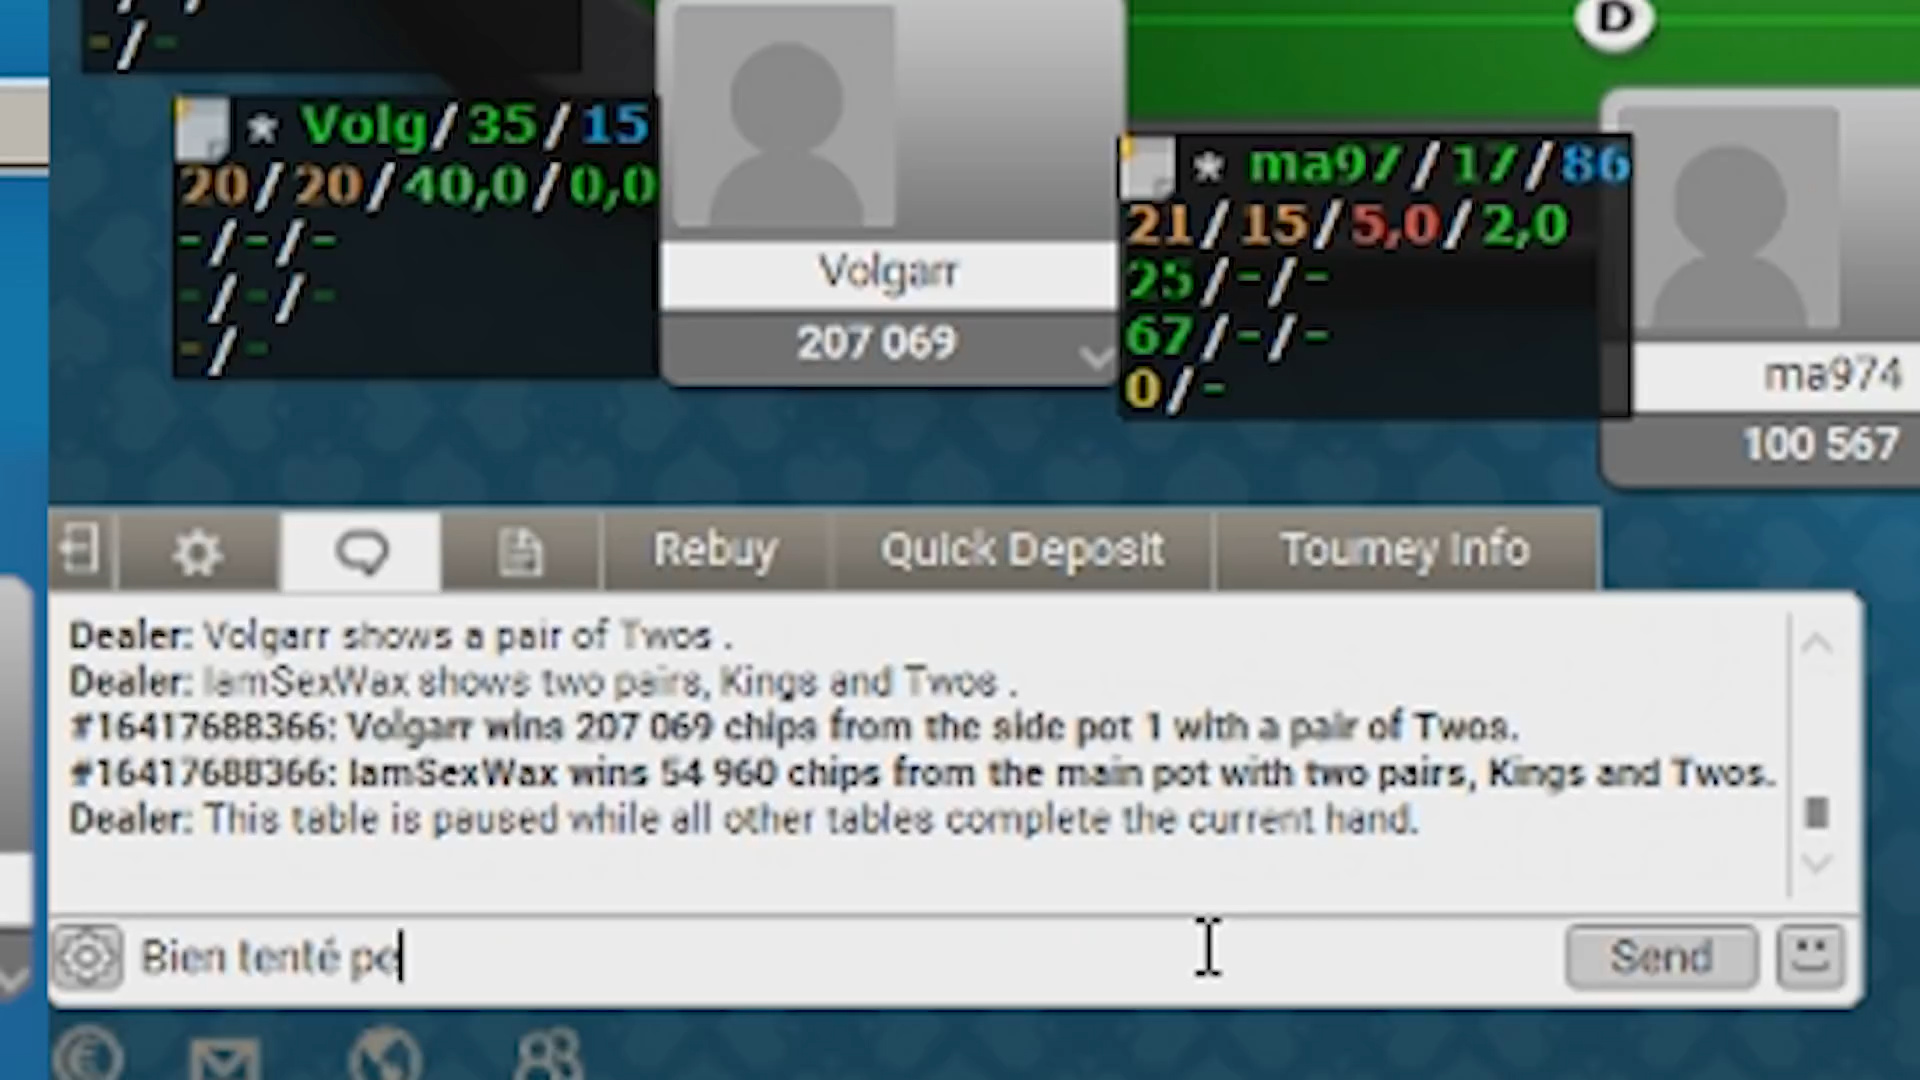 -/-
D
* Volg/35/15
20/20/40,0/0,0
-/-/-
-/-/-
-/-
Volgarr
207 069
* ma97/17/86
21/15/5,0/2,0
25/-/-
67/-/-
0/-
ma974
100 567
Rebuy
Quick Deposit
Tourney Info
Dealer: Volgarr shows a pair of Twos .
Dealer: IamSexWax shows two pairs, Kings and Twos .
#16417688366: Volgarr wins 207 069 chips from the side pot 1 with a pair of Twos.
#16417688366: IamSexWax wins 54 960 chips from the main pot with two pairs, Kings and Twos.
Dealer: This table is paused while all other tables complete the current hand.
Bien tenté pe
Send